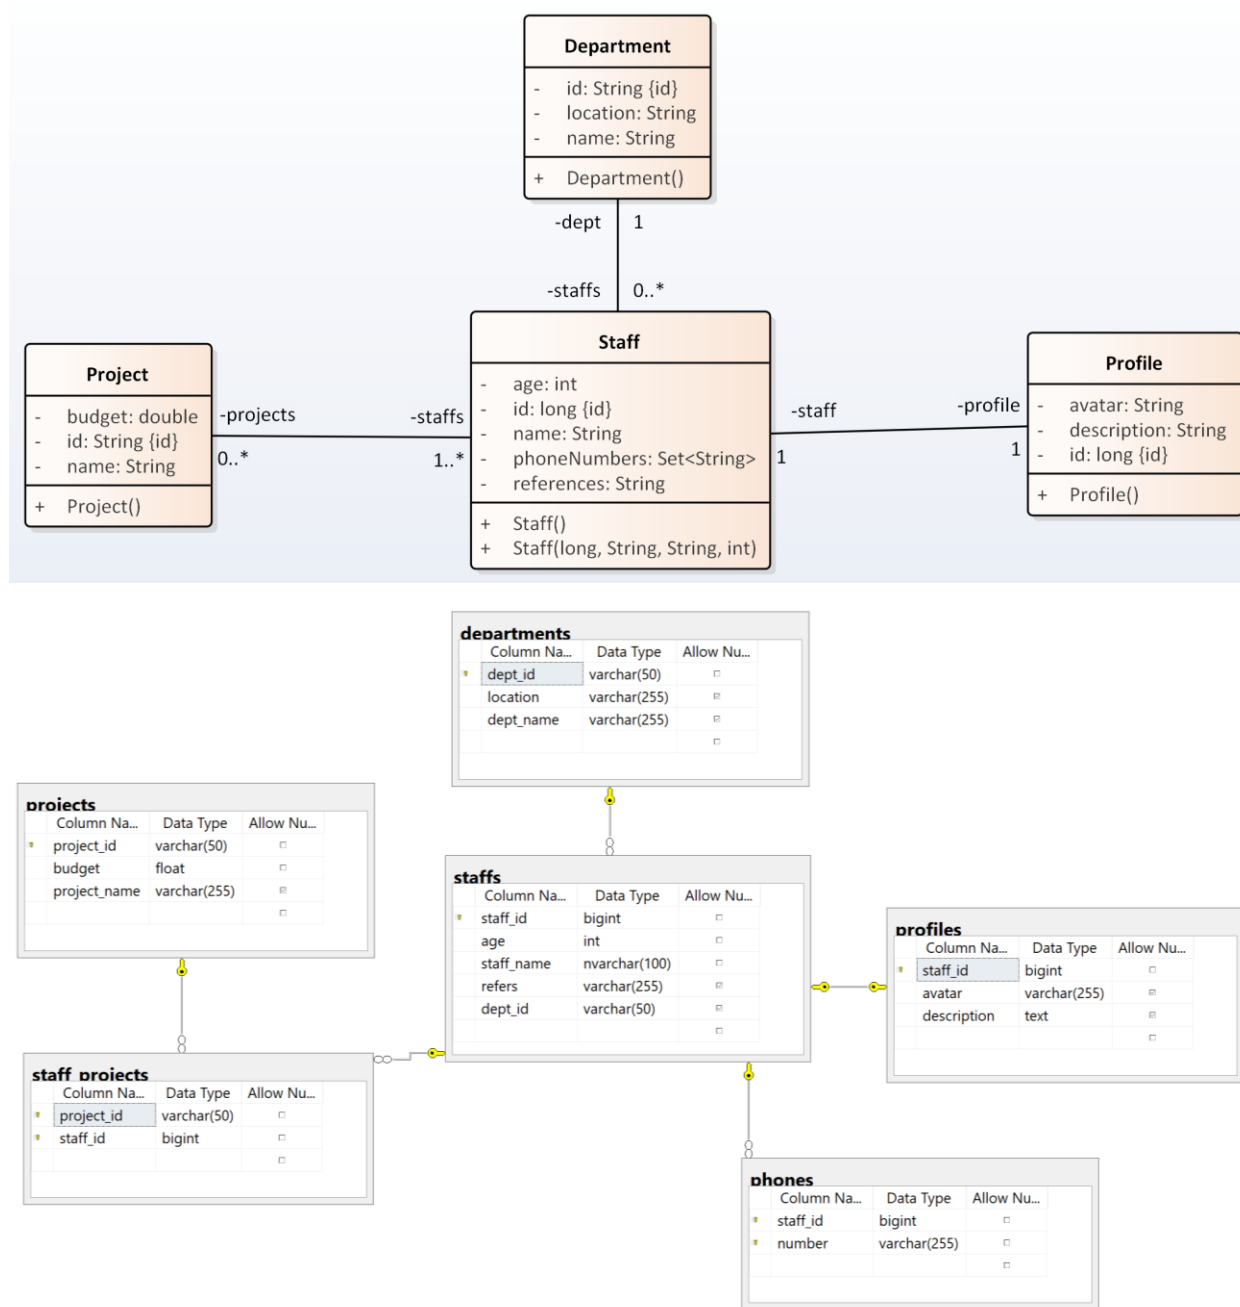 Department
- id: String {id}
- location: String
- name: String
+ Department()
-dept 1
-staffs 0..*
Project
- budget: double
- id: String {id}
- name: String
+ Project()
-projects
0..*
-staffs
1..*
Staff
- age: int
- id: long {id}
- name: String
- phoneNumbers: Set<String>
- references: String
+ Staff()
+ Staff(long, String, String, int)
-staff
1
-profile
1
Profile
- avatar: String
- description: String
- id: long {id}
+ Profile()
departments
Column Na... Data Type Allow Nu...
dept_id varchar(50)
location varchar(255)
dept_name varchar(255)
projects
Column Na... Data Type Allow Nu...
project_id varchar(50)
budget float
project_name varchar(255)
staffs
Column Na... Data Type Allow Nu...
staff_id bigint
age int
staff_name nvarchar(100)
refers varchar(255)
dept_id varchar(50)
profiles
Column Na... Data Type Allow Nu...
staff_id bigint
avatar varchar(255)
description text
staff_projects
Column Na... Data Type Allow Nu...
project_id varchar(50)
staff_id bigint
phones
Column Na... Data Type Allow Nu...
staff_id bigint
number varchar(255)